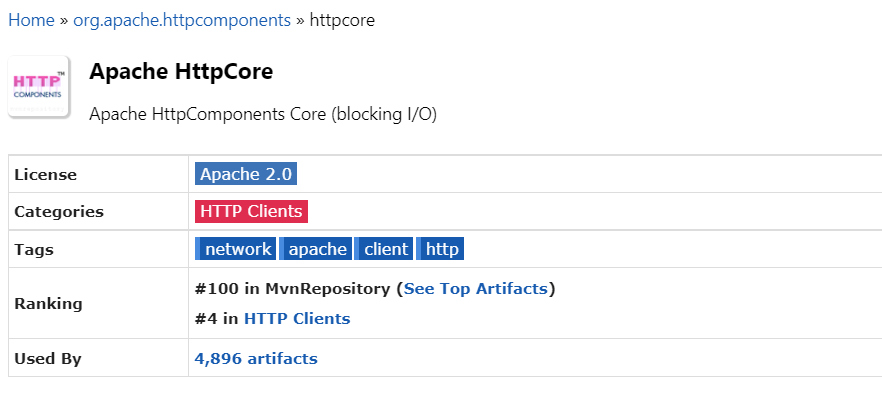 Home » org.apache.httpcomponents » httpcore
HTTP™
COMPONENTS
Apache HttpCore
Apache HttpComponents Core (blocking I/O)
License Apache 2.0
Categories HTTP Clients
Tags network apache client http
Ranking #100 in MvnRepository (See Top Artifacts)
#4 in HTTP Clients
Used By 4,896 artifacts